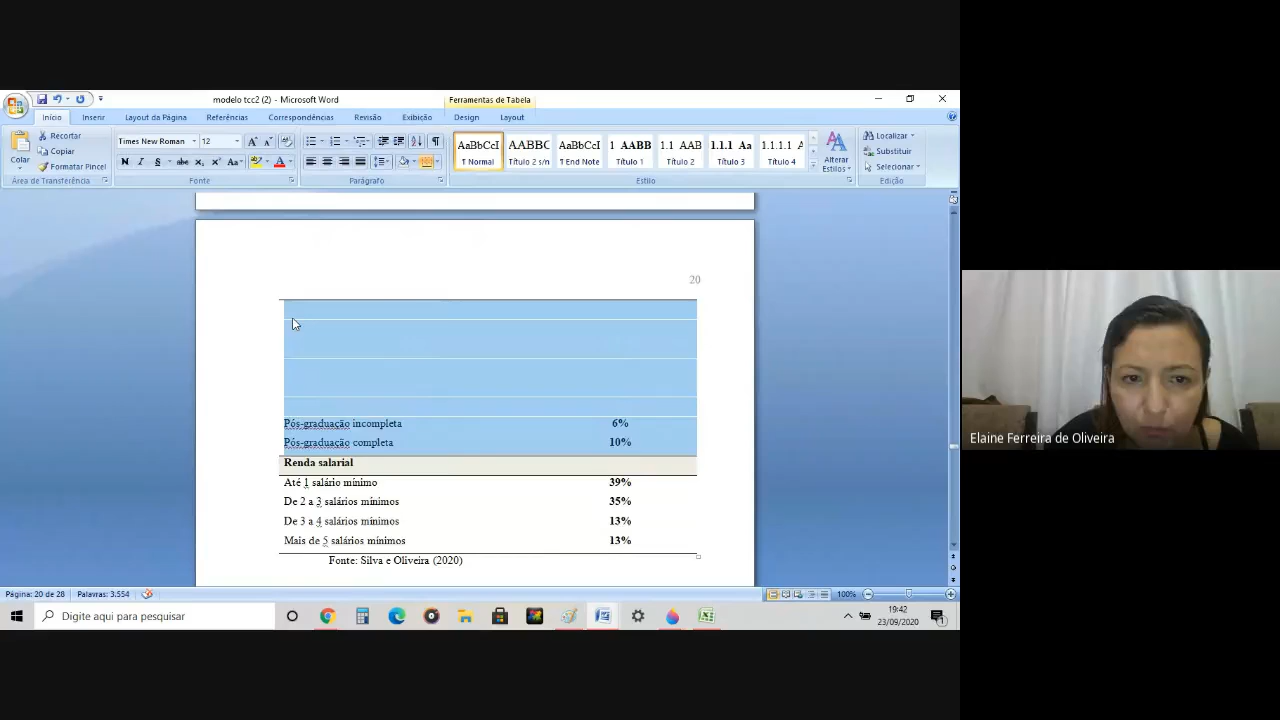 modelo tcc2 (2) - Microsoft Word
Ferramentas de Tabela
Início Inserir Layout da Página Referências Correspondências Revisão Exibição Design Layout
Colar
Recortar
Copiar
Formatar Pincel
Área de Transferência
Times New Roman 12
N I S abc x₂ x² Aa
Fonte
Parágrafo
AaBbCcI AABBC AaBbCcI 1 AABB 1.1 AAB 1.1.1 Aa 1.1.1.1 A
¶ Normal Título 2 s/n ¶ End Note Título 1 Título 2 Título 3 Título 4
Alterar Estilos
Estilo
Localizar
Substituir
Selecionar
Edição
20
Pós-graduação incompleta 6%
Pós-graduação completa 10%
Renda salarial
Até 1 salário mínimo 39%
De 2 a 3 salários mínimos 35%
De 3 a 4 salários mínimos 13%
Mais de 5 salários mínimos 13%
Fonte: Silva e Oliveira (2020)
Elaine Ferreira de Oliveira
Página: 20 de 28 Palavras: 3.554 100%
Digite aqui para pesquisar
19:42
23/09/2020